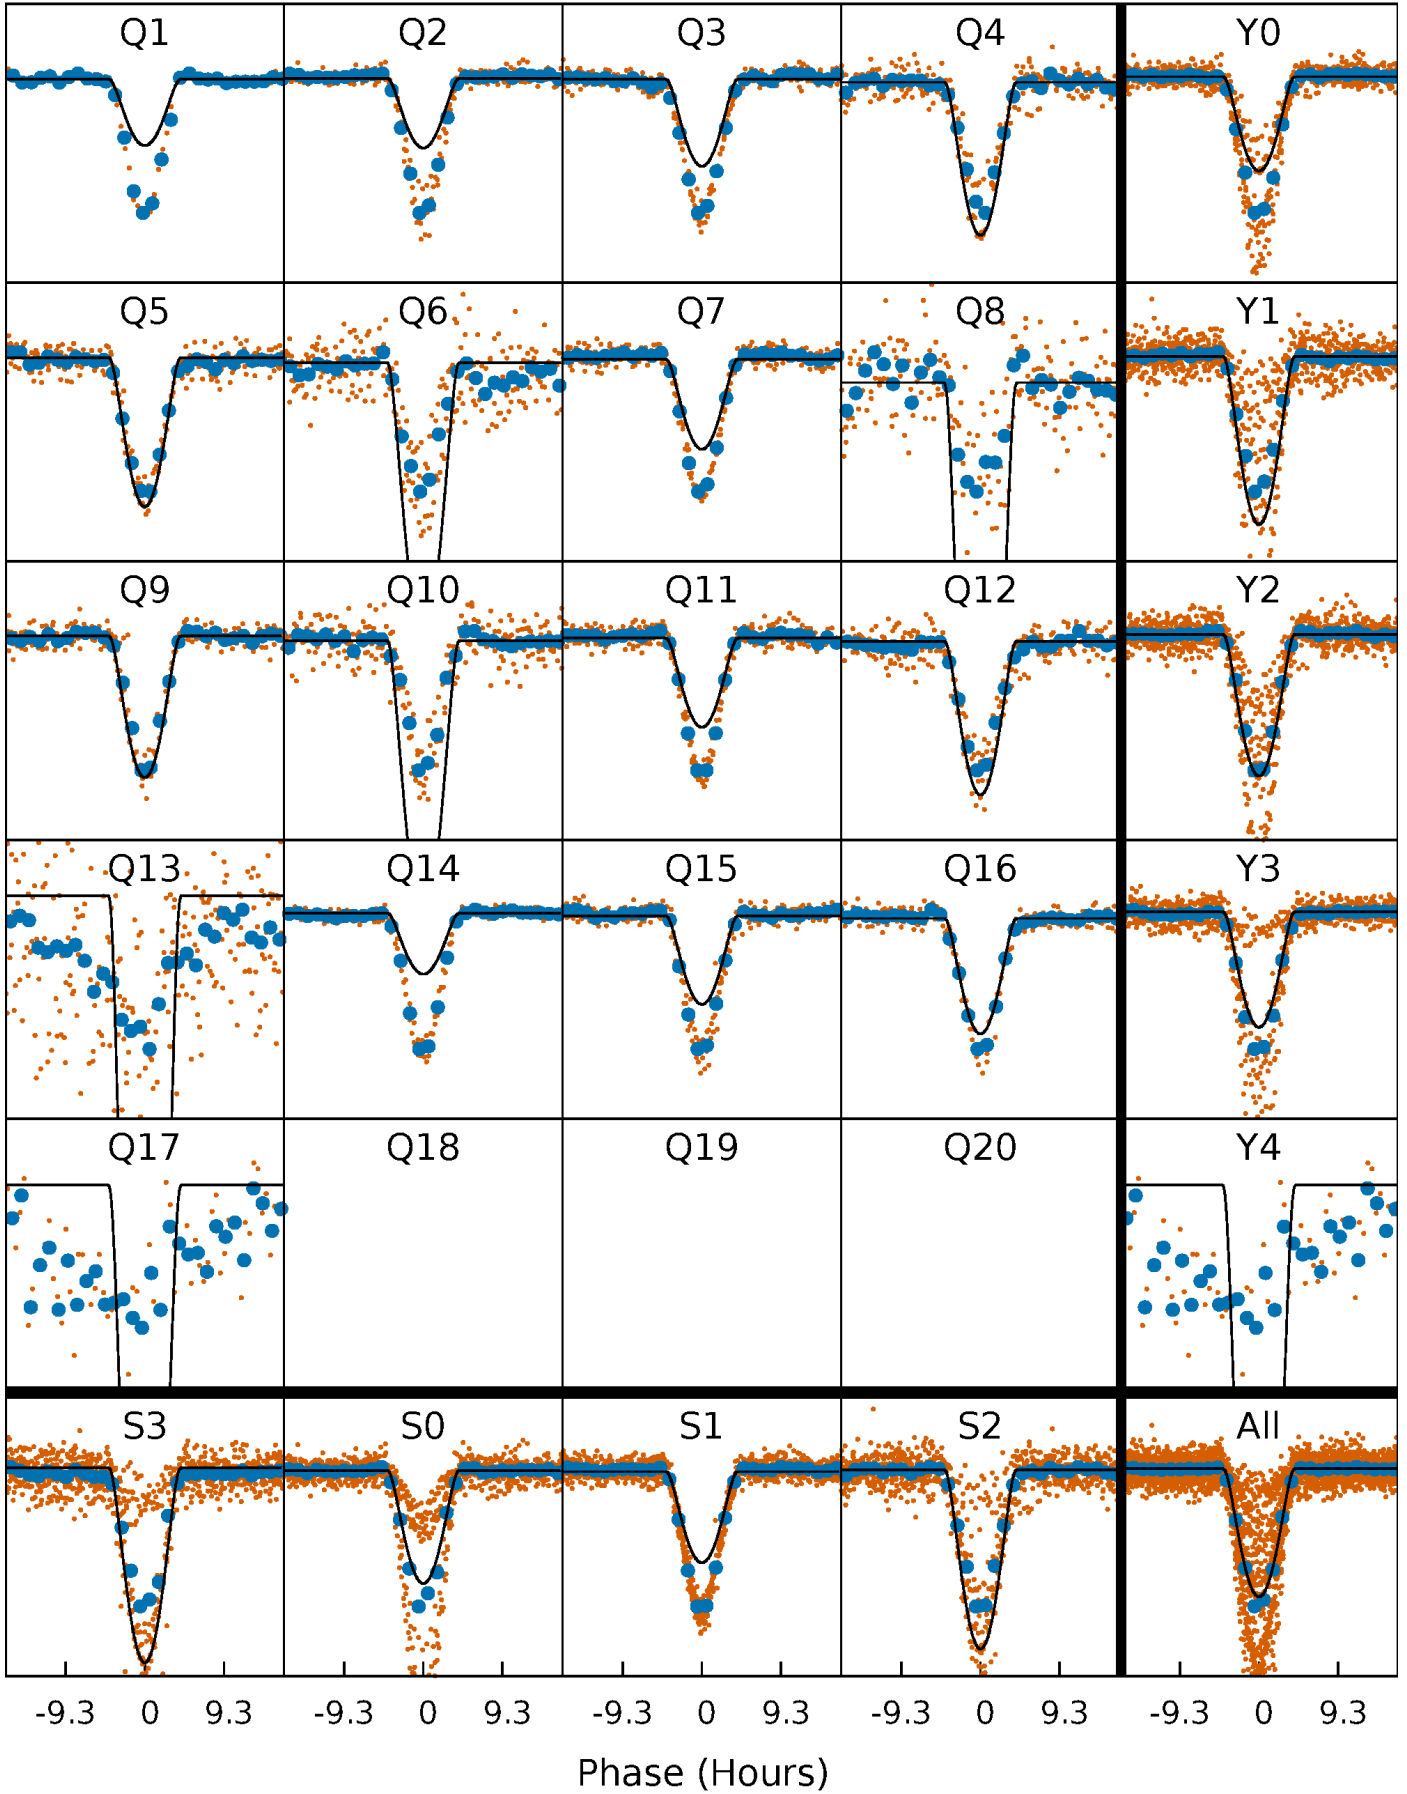 Q1 Q2 Q3 Q4 Y0
Q5 Q6 Q7 Q8 Y1
Q9 Q10 Q11 Q12 Y2
Q13 Q14 Q15 Q16 Y3
Q17 Q18 Q19 Q20 Y4
S3 S0 S1 S2 All
-9.3 0 9.3 -9.3 0 9.3 -9.3 0 9.3 -9.3 0 9.3 -9.3 0 9.3
Phase (Hours)